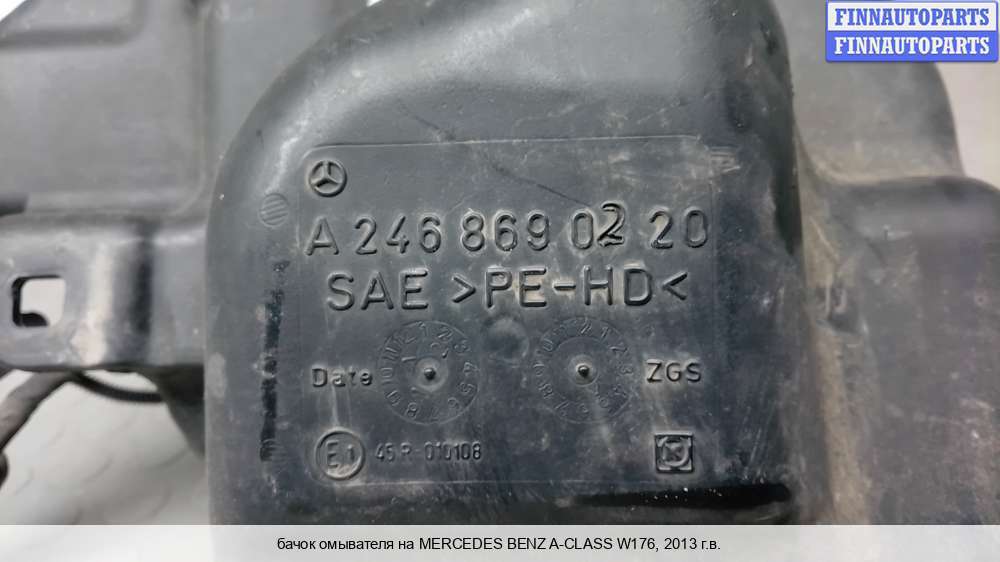 FINNAUTOPARTS
FINNAUTOPARTS
A 246 869 02 20
SAE >PE-HD<
Date ZGS
E1 45 R-010108
бачок омывателя на MERCEDES BENZ A-CLASS W176, 2013 г.в.